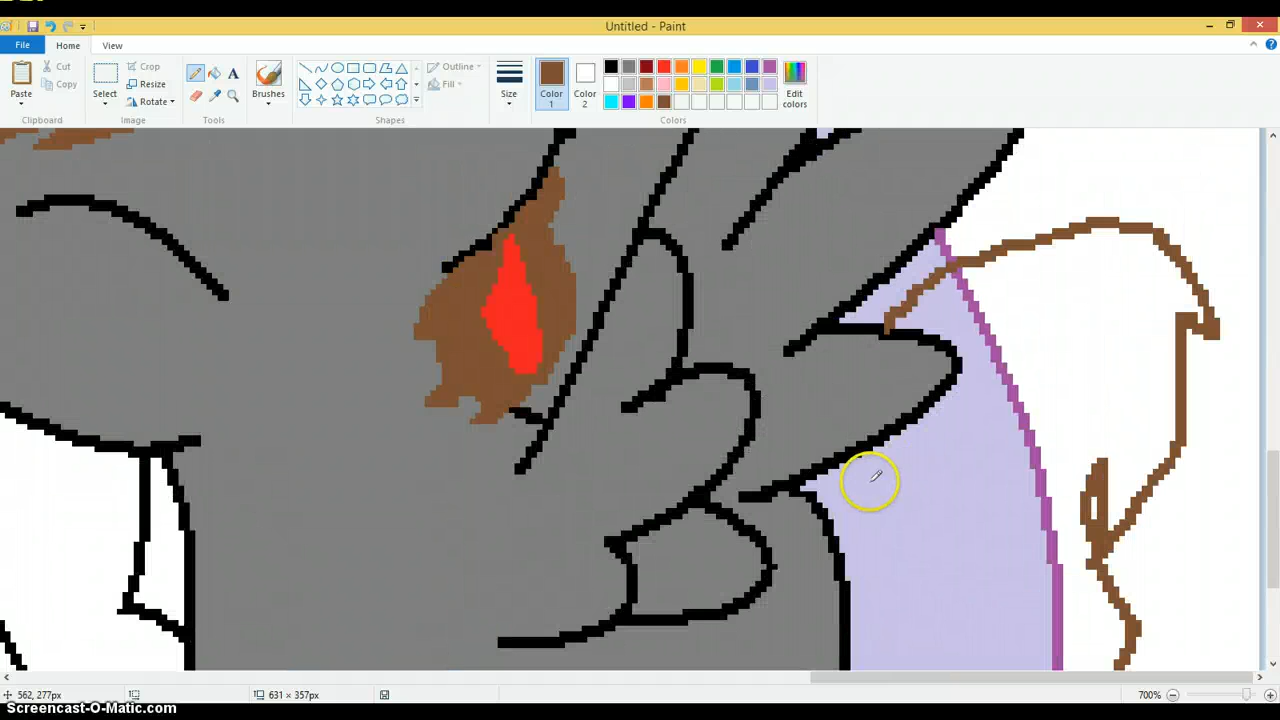 Untitled - Paint
File Home View
Paste Cut Copy Clipboard
Select Crop Resize Rotate Image
A Tools
Brushes
Outline Fill Shapes
Size
Color 1 Color 2 Edit colors Colors
562, 277px 631 × 357px 700%
Screencast-O-Matic.com